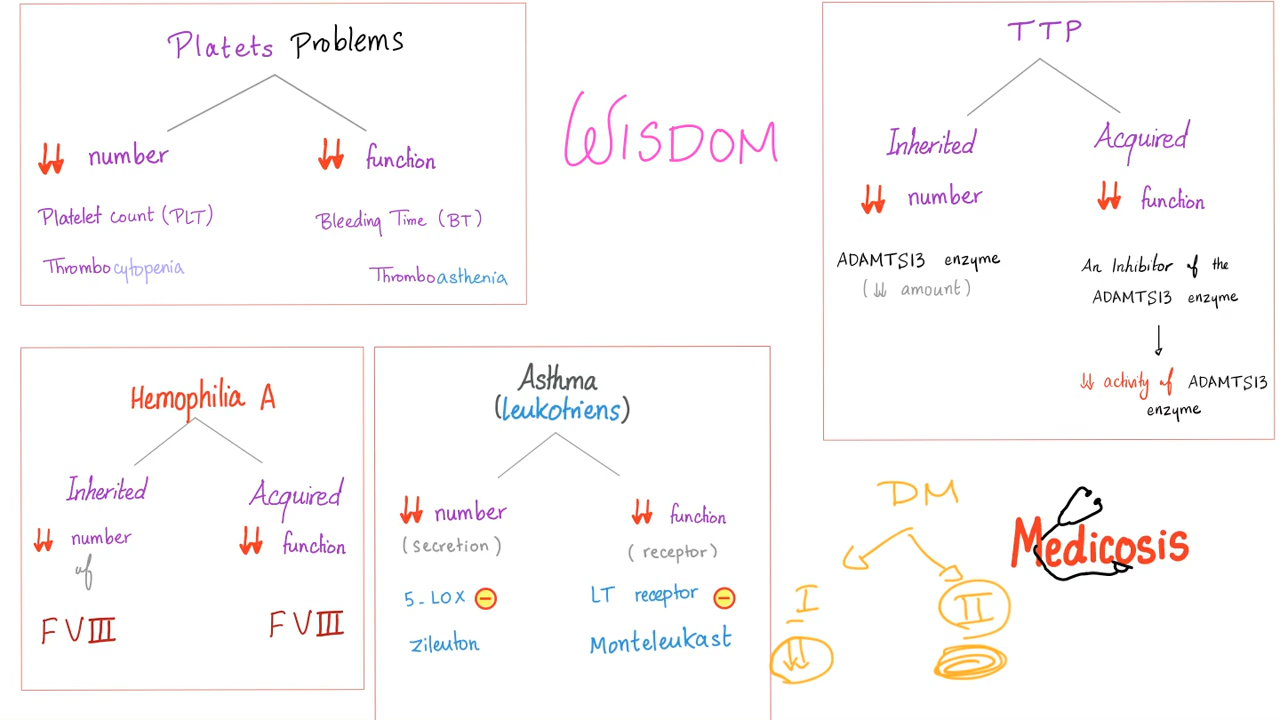 Platets Problems
↓↓ number
Platelet count (PLT)
Thrombocytopenia
↓↓ function
Bleeding Time (BT)
Thromboasthenia
WISDOM
TTP
Inherited
↓↓ number
ADAMTS13 enzyme
(↓↓ amount)
Acquired
↓↓ function
An Inhibitor of the
ADAMTS13 enzyme
↓
↓↓ activity of ADAMTS13
enzyme
Hemophilia A
Inherited
↓↓ number
of
FVIII
Acquired
↓↓ function
FVIII
Asthma
(leukotriens)
↓↓ number
(secretion)
5-LOX ⊖
Zileuton
↓↓ function
(receptor)
LT receptor ⊖
Monteleukast
DM
I
↓↓
II
Medicosis